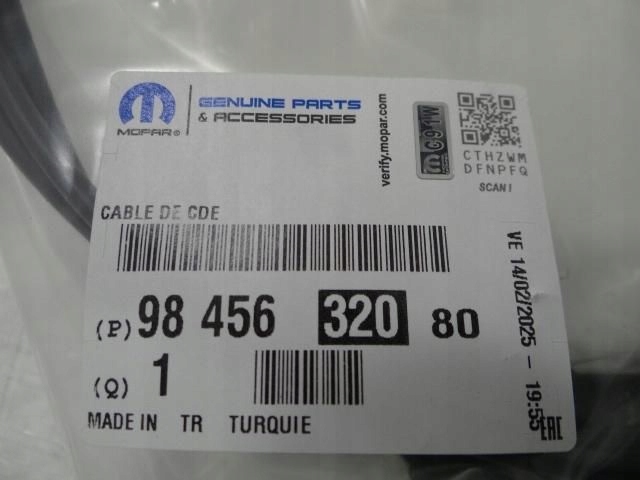 MOPAR®
GENUINE PARTS
& ACCESSORIES
verify.mopar.com
CTHZWM
DFNPFQ
SCAN!
CABLE DE CDE
(P) 98 456 320 80
(Q) 1
MADE IN TR TURQUIE
VE 14/02/2025 - 19:55
EAC